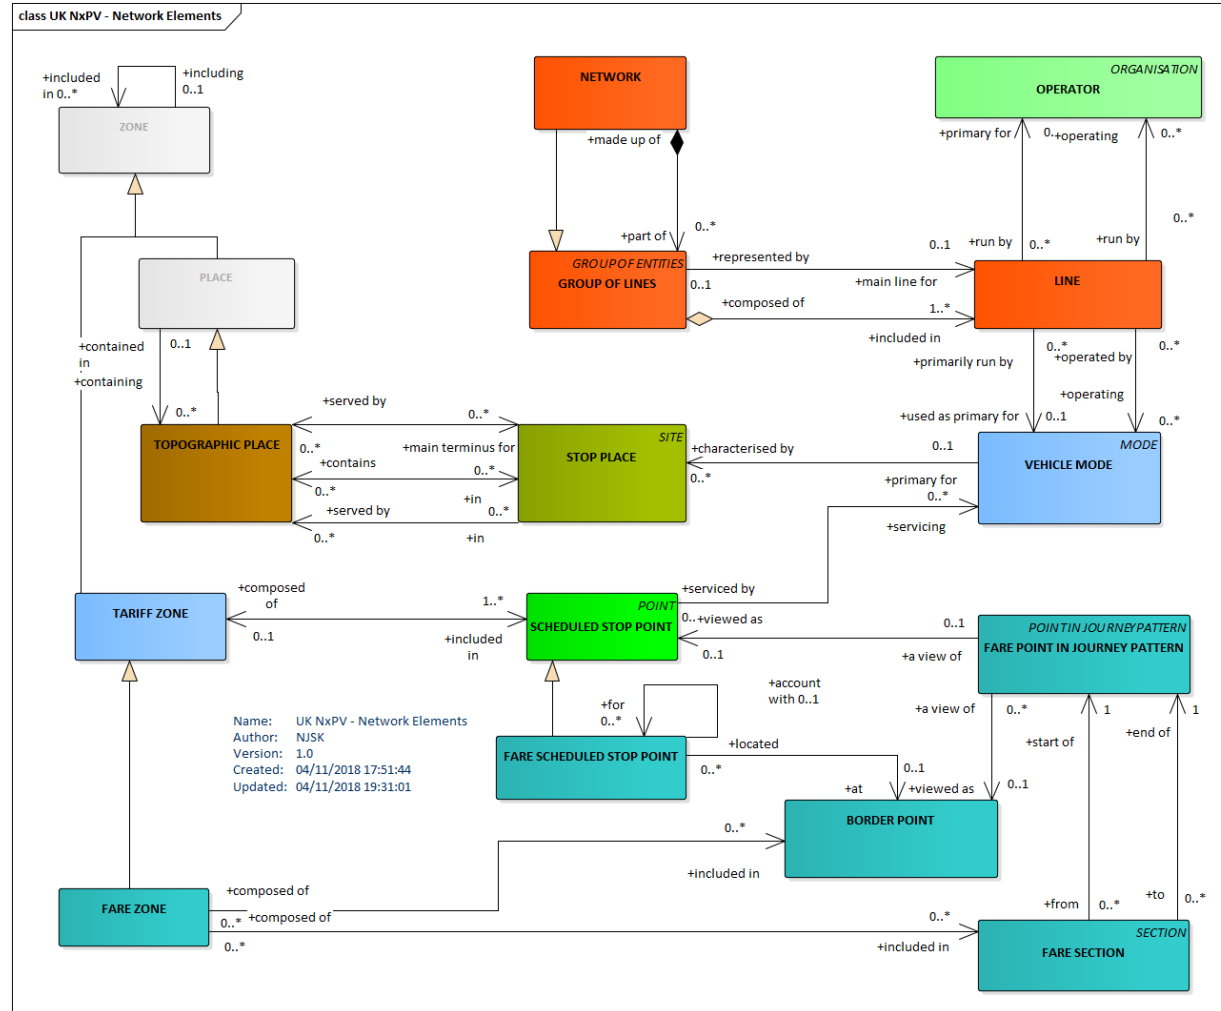 class UK NxPV - Network Elements
+included
in 0..*
+including
0..1
ZONE
NETWORK
+made up of
ORGANISATION
OPERATOR
+primary for
0..
+operating
0..*
0..*
+part of
0..*
0..1
+run by
0..*
+run by
GROUP OF ENTITIES
GROUP OF LINES
+represented by
0..1
+main line for
+composed of
1..*
+included in
LINE
PLACE
0..1
+contained
in
+containing
0..*
0..*
+primarily run by
+operated by
0..*
+operating
+used as primary for
0..1
0..*
TOPOGRAPHIC PLACE
+served by
0..*
0..*
+main terminus for
+contains
0..*
0..*
+in
+served by
0..*
0..*
+in
SITE
STOP PLACE
+characterised by
0..1
0..*
+primary for
0..*
+servicing
MODE
VEHICLE MODE
TARIFF ZONE
+composed
of
0..1
1..*
+included
in
POINT
SCHEDULED STOP POINT
+serviced by
0..
+viewed as
0..1
0..1
+a view of
POINT IN JOURNEY PATTERN
FARE POINT IN JOURNEY PATTERN
+for
0..*
+account
with 0..1
+a view of
0..*
1
1
+start of
+end of
Name: UK NxPV - Network Elements
Author: NJSK
Version: 1.0
Created: 04/11/2018 17:51:44
Updated: 04/11/2018 19:31:01
FARE SCHEDULED STOP POINT
+located
0..*
0..1
+at
+viewed as
0..1
BORDER POINT
0..*
+included in
FARE ZONE
+composed of
0..*
+composed of
0..*
0..*
+included in
+from
0..*
+to
0..*
SECTION
FARE SECTION